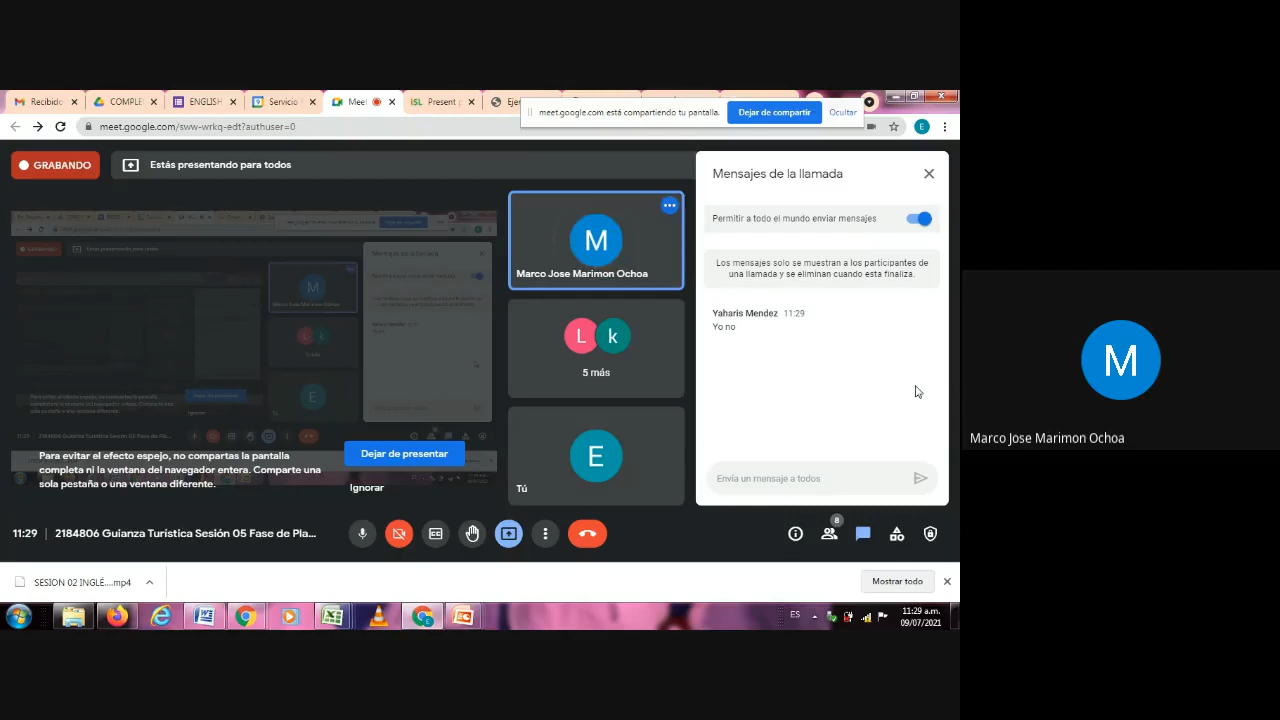 Recibido
COMPLE
ENGLISH
Servicio
Meet
ISL Present p
Eje
meet.google.com está compartiendo tu pantalla.
Dejar de compartir
Ocultar
meet.google.com/sww-wrkq-edt?authuser=0
E
GRABANDO
Estás presentando para todos
Mensajes de la llamada
Permitir a todo el mundo enviar mensajes
Los mensajes solo se muestran a los participantes de
una llamada y se eliminan cuando esta finaliza.
Yaharis Mendez 11:29
Yo no
Envía un mensaje a todos
M
Marco Jose Marimon Ochoa
L k
5 más
E
Tú
Para evitar el efecto espejo, no compartas la pantalla
completa ni la ventana del navegador entera. Comparte una
sola pestaña o una ventana diferente.
Dejar de presentar
Ignorar
11:29 | 2184806 Guianza Turística Sesión 05 Fase de Pla...
8
SESION 02 INGLÉ....mp4
Mostrar todo
ES
11:29 a.m.
09/07/2021
M
Marco Jose Marimon Ochoa